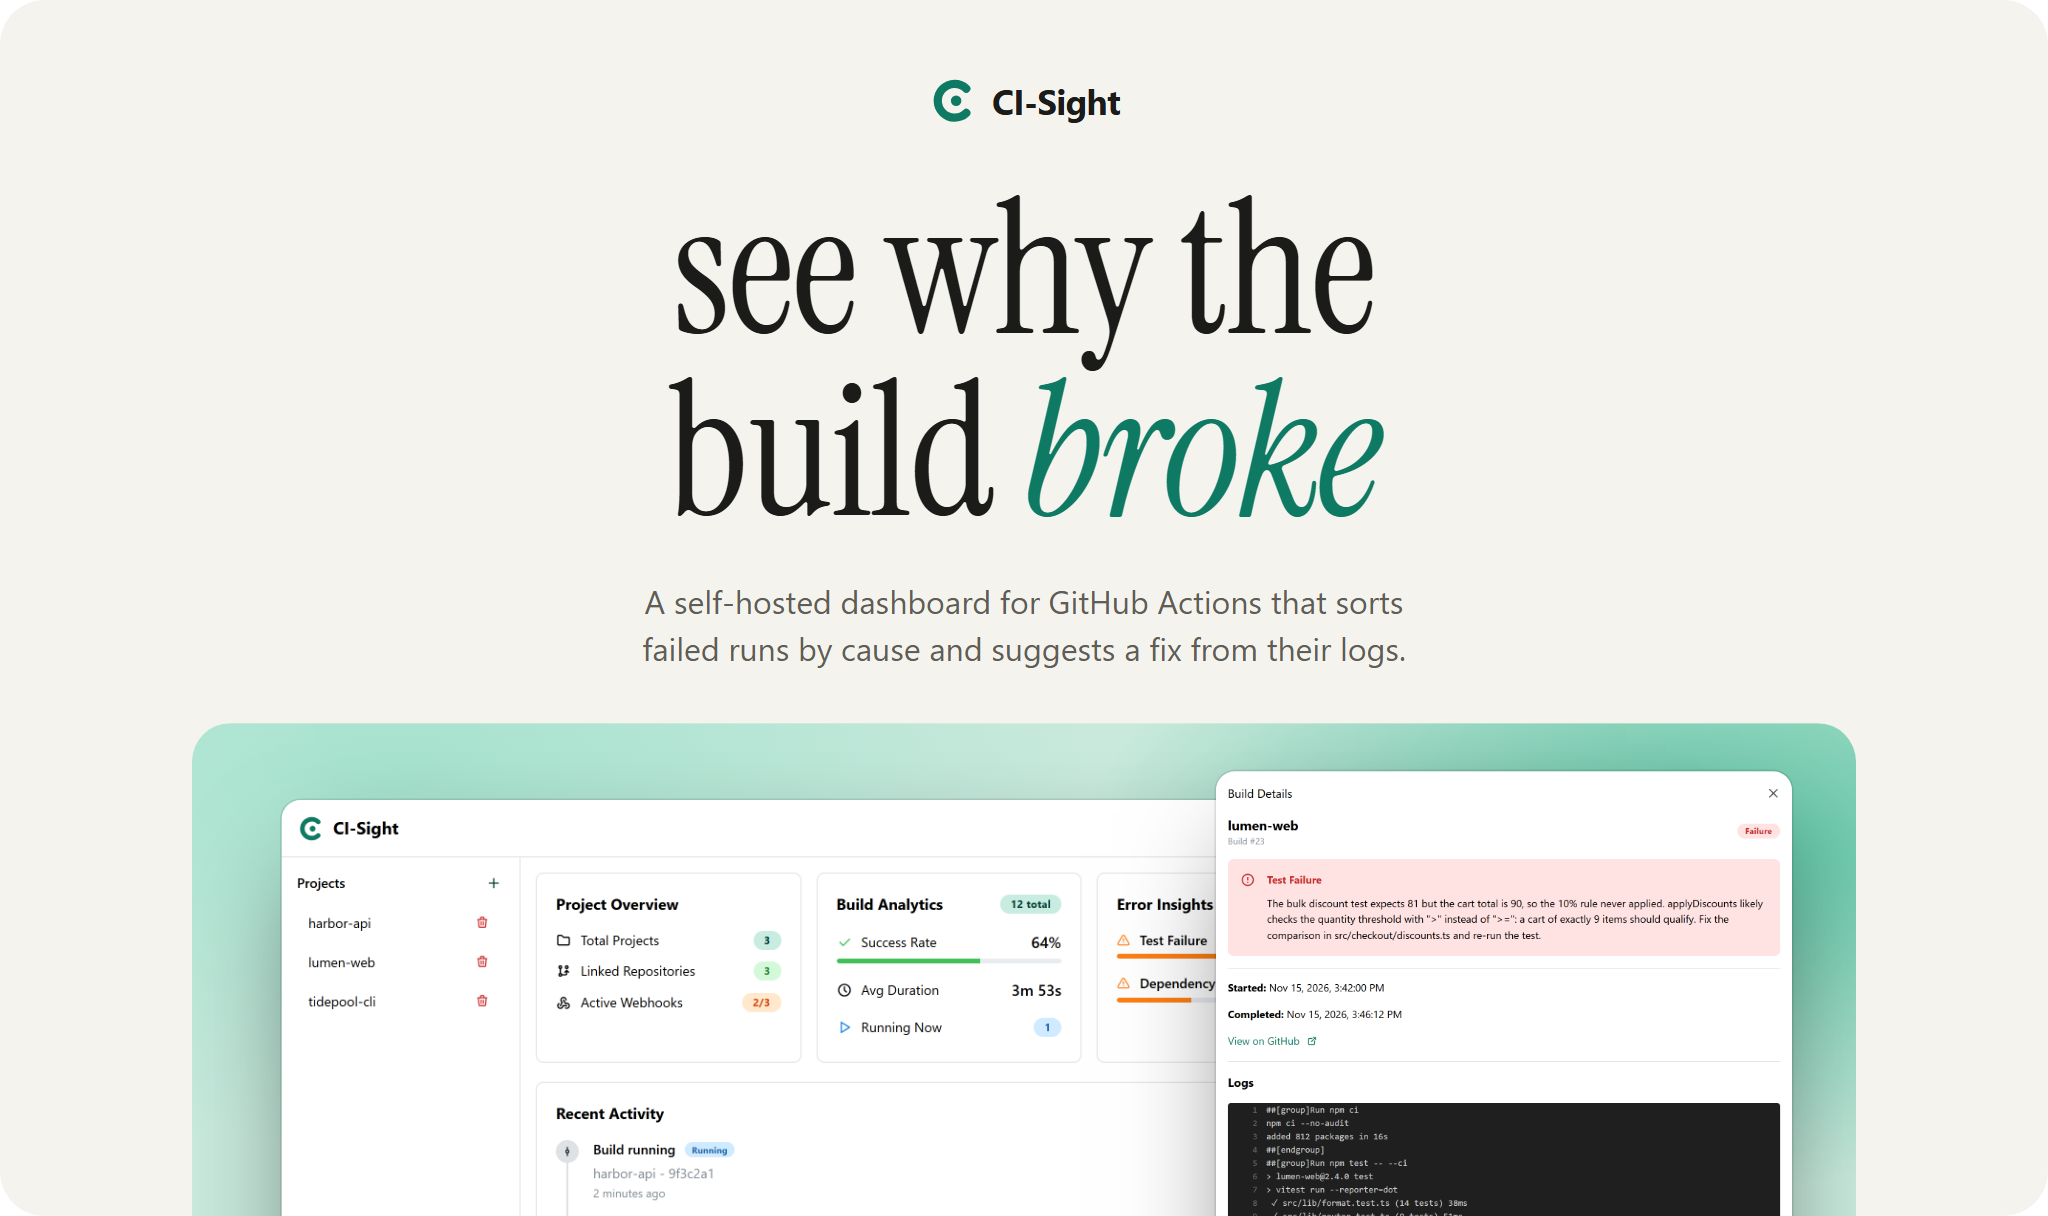 CI-Sight
see why the
build broke
A self-hosted dashboard for GitHub Actions that sorts
failed runs by cause and suggests a fix from their logs.
CI-Sight
Projects
harbor-api
lumen-web
tidepool-cli
Project Overview
Total Projects 3
Linked Repositories 3
Active Webhooks 2/3
Build Analytics 12 total
Success Rate 64%
Avg Duration 3m 53s
Running Now 1
Error Insights
Test Failure
Dependency
Recent Activity
Build running Running
harbor-api - 9f3c2a1
2 minutes ago
Build Details
lumen-web
Build #23
Failure
Test Failure
The bulk discount test expects 81 but the cart total is 90, so the 10% rule never applied. applyDiscounts likely
checks the quantity threshold with ">" instead of ">=": a cart of exactly 9 items should qualify. Fix the
comparison in src/checkout/discounts.ts and re-run the test.
Started: Nov 15, 2026, 3:42:00 PM
Completed: Nov 15, 2026, 3:46:12 PM
View on GitHub
Logs
1 ##[group]Run npm ci
2 npm ci --no-audit
3 added 812 packages in 16s
4 ##[endgroup]
5 ##[group]Run npm test -- --ci
6 > lumen-web@2.4.0 test
7 > vitest run --reporter=dot
8 ✓ src/lib/format.test.ts (14 tests) 38ms